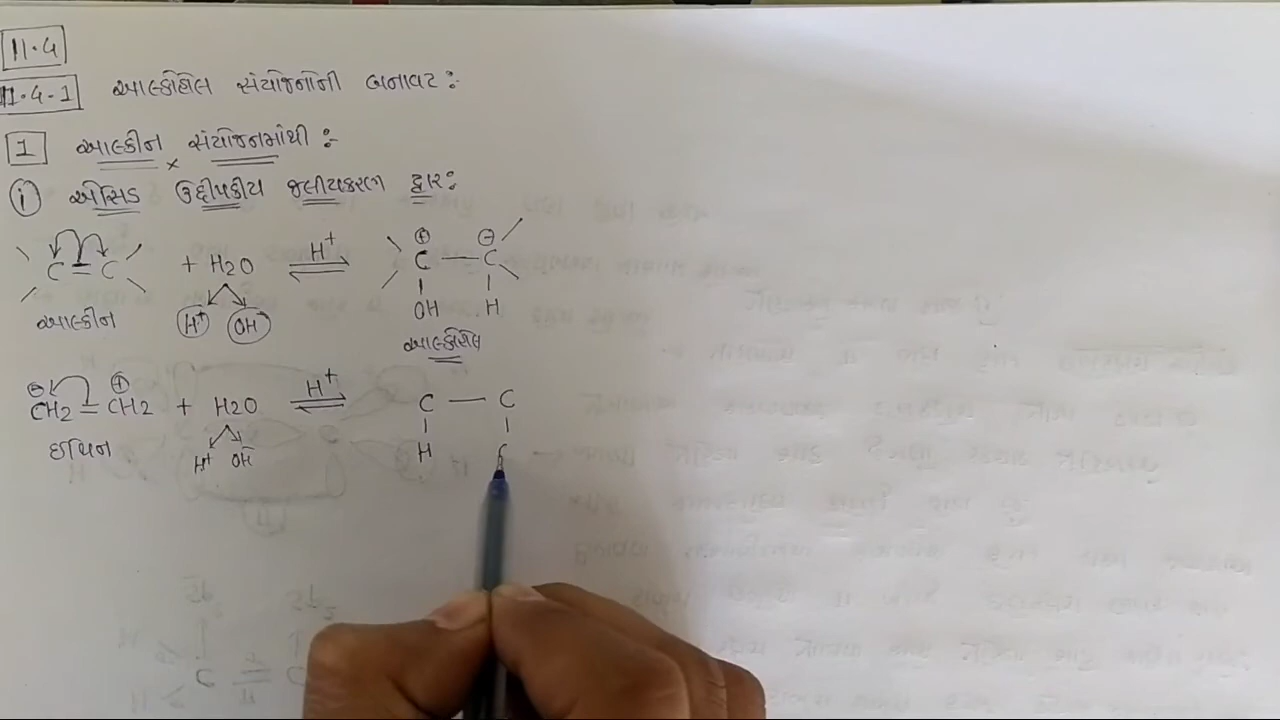 11.4
11.4.1 આલ્કોહોલ સંયોજનોની બનાવટ :-
1 આલ્કીન સંયોજનમાંથી :-
i એસિડ ઉદ્દીપકીય જલીયકરણ દ્વાર :-
C = C + H2O H+ C — C
H+ OH- OH H
આલ્કીન આલ્કોહોલ
CH2 = CH2 + H2O H+ C — C
H+ OH- H
ઈથિન